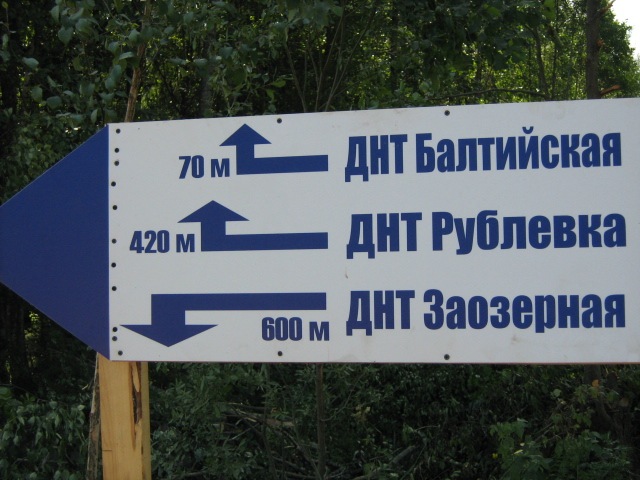 70 м ДНТ Балтийская
420 м ДНТ Рублевка
600 м ДНТ Заозерная